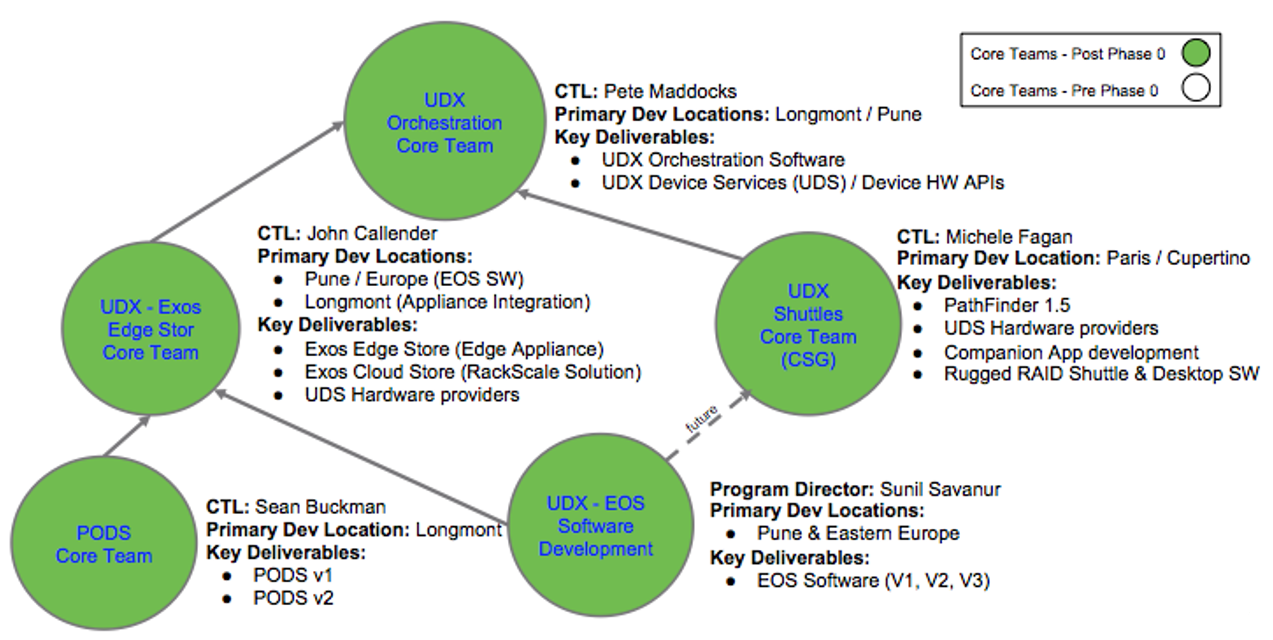 Core Teams - Post Phase 0
Core Teams - Pre Phase 0
UDX
Orchestration
Core Team
CTL: Pete Maddocks
Primary Dev Locations: Longmont / Pune
Key Deliverables:
● UDX Orchestration Software
● UDX Device Services (UDS) / Device HW APIs
UDX - Exos
Edge Stor
Core Team
CTL: John Callender
Primary Dev Locations:
● Pune / Europe (EOS SW)
● Longmont (Appliance Integration)
Key Deliverables:
● Exos Edge Store (Edge Appliance)
● Exos Cloud Store (RackScale Solution)
● UDS Hardware providers
UDX
Shuttles
Core Team
(CSG)
CTL: Michele Fagan
Primary Dev Location: Paris / Cupertino
Key Deliverables:
● PathFinder 1.5
● UDS Hardware providers
● Companion App development
● Rugged RAID Shuttle & Desktop SW
future
PODS
Core Team
CTL: Sean Buckman
Primary Dev Location: Longmont
Key Deliverables:
● PODS v1
● PODS v2
UDX - EOS
Software
Development
Program Director: Sunil Savanur
Primary Dev Locations:
● Pune & Eastern Europe
Key Deliverables:
● EOS Software (V1, V2, V3)